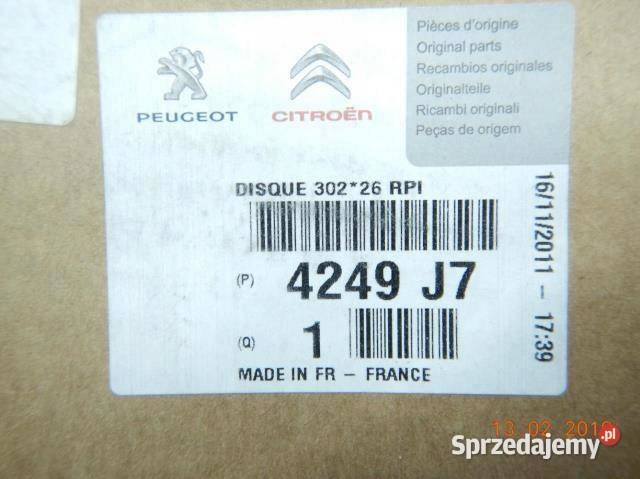 PEUGEOT
CITROËN
Pièces d'origine
Original parts
Recambios originales
Originalteile
Ricambi originali
Peças de origem
DISQUE 302*26 RPI
(P) 4249 J7
(Q) 1
MADE IN FR - FRANCE
16/11/2011 - 17:39
13 02 201
Sprzedajemy.pl